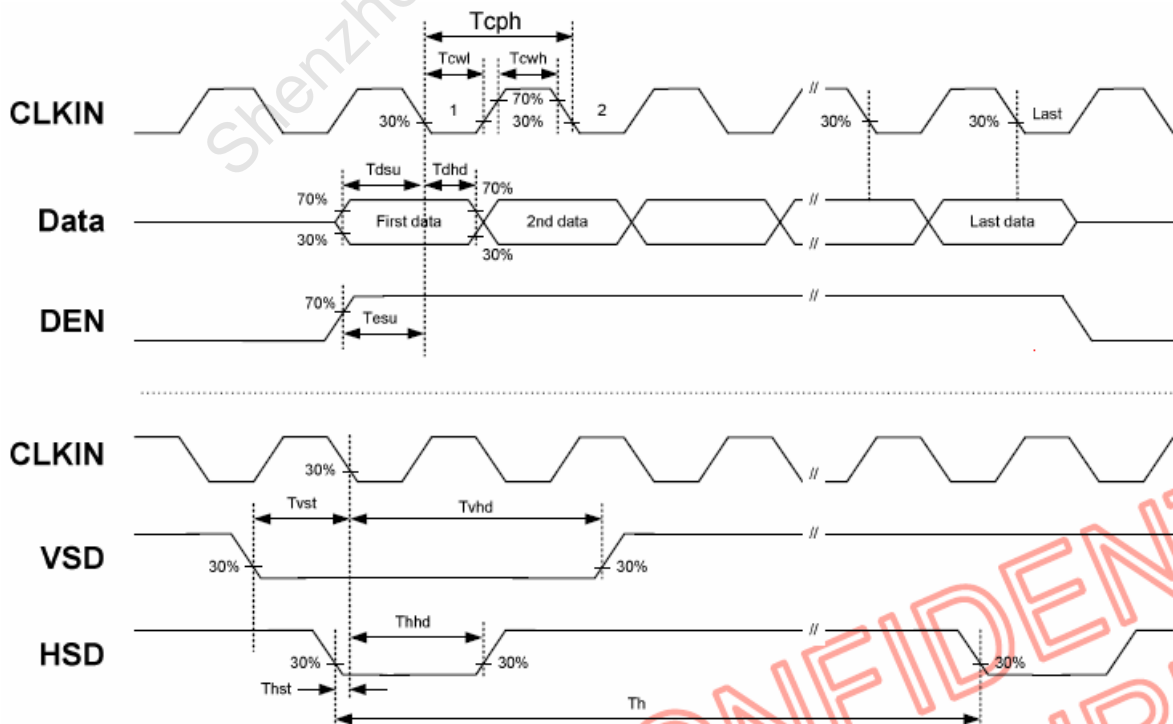 Tcph
Tcwl Tcwh
CLKIN 30% 1 70% 30% 2 // 30% 30% Last
Shenzhe
Tdsu Tdhd
70% 70%
Data First data 2nd data // Last data
30% 30%
70%
DEN Tesu //
CLKIN 30% //
Tvst Tvhd
VSD 30% 30% //
Thhd
HSD 30% 30% // 30%
Thst
Th